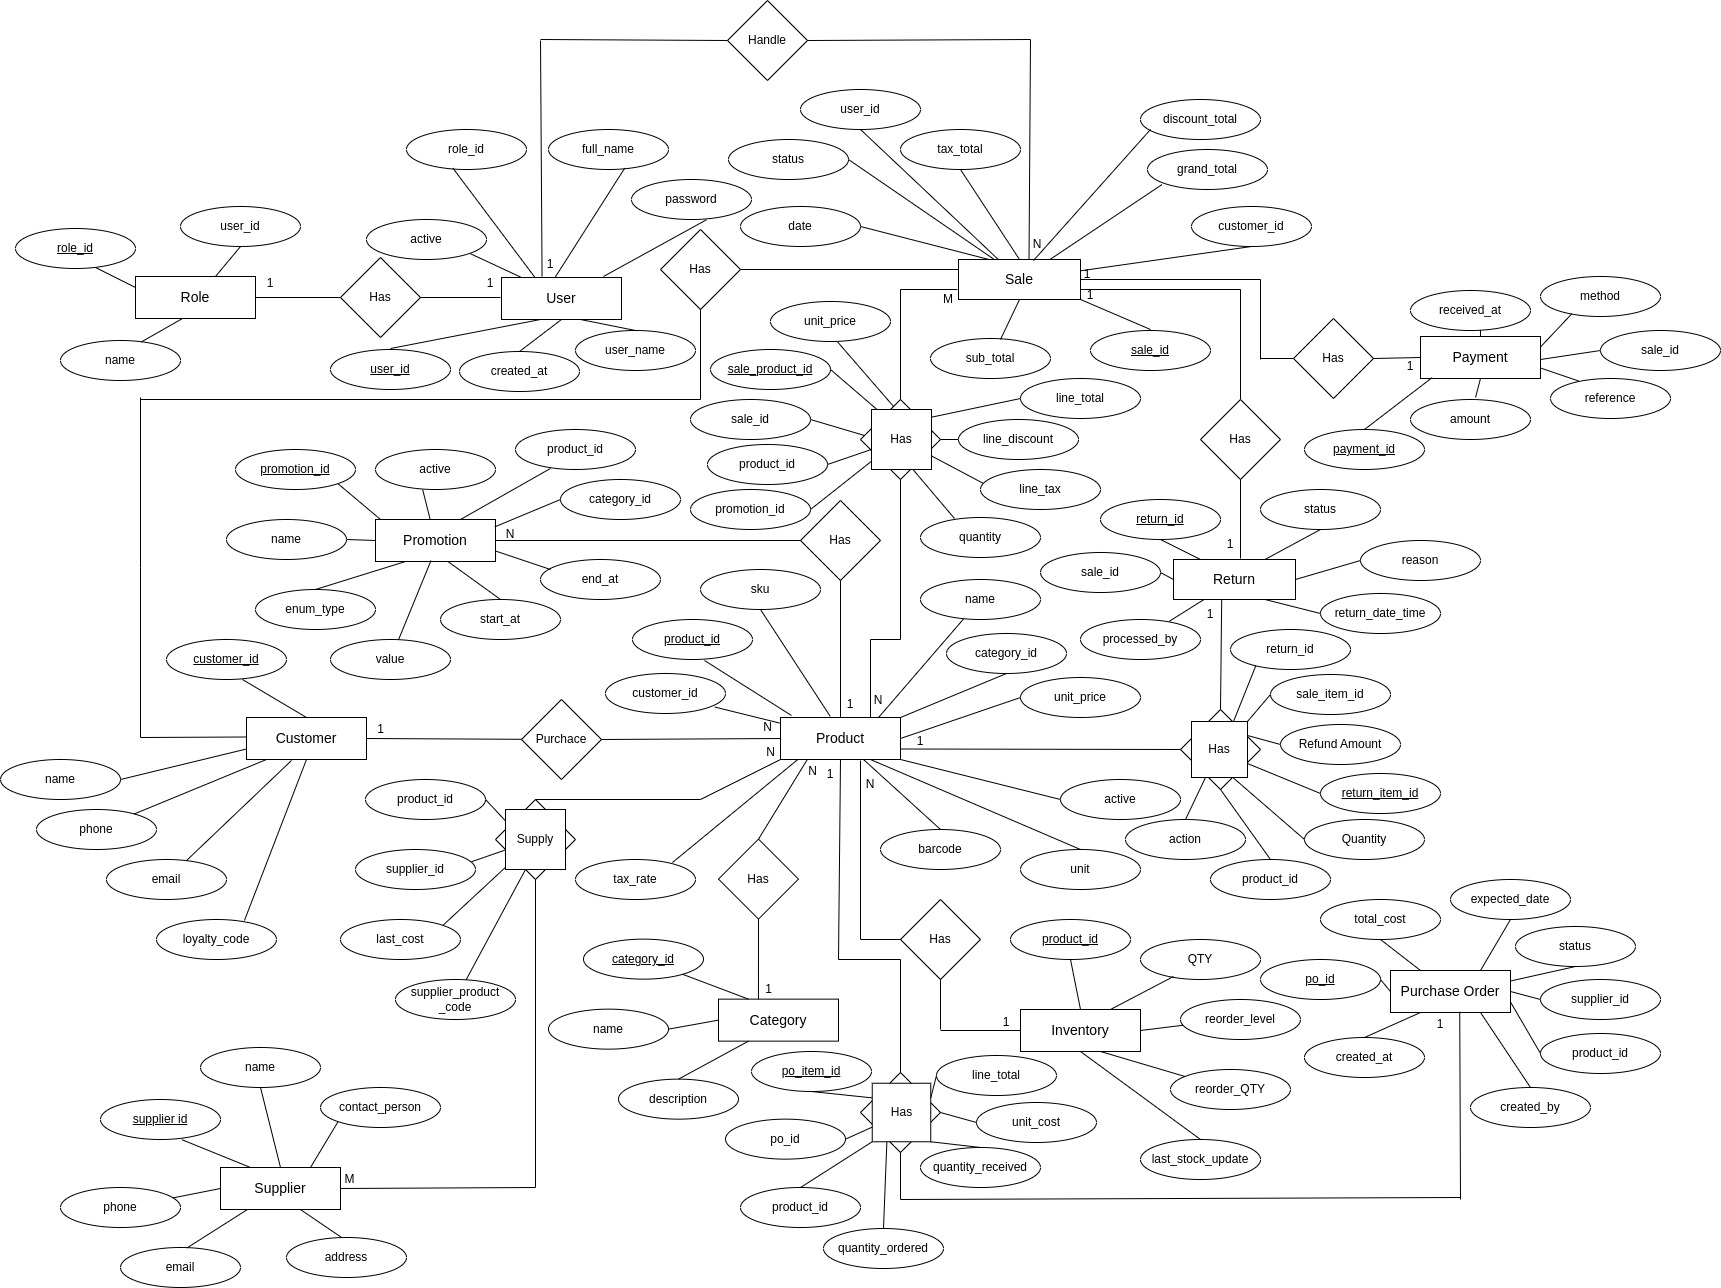 Handle
user_id
discount_total
role_id
full_name
status
tax_total
grand_total
password
role_id
user_id
active
date
customer_id
N
1
Has
Sale
1
Role
1
Has
1
User
M
1
received_at
method
name
user_id
created_at
user_name
unit_price
sub_total
sale_id
Has
1
Payment
sale_id
sale_product_id
line_total
reference
sale_id
Has
line_discount
Has
amount
payment_id
promotion_id
active
product_id
product_id
line_tax
category_id
promotion_id
return_id
status
name
Promotion
N
Has
quantity
1
reason
end_at
sale_id
Return
enum_type
start_at
sku
name
1
return_date_time
customer_id
value
product_id
category_id
processed_by
return_id
customer_id
unit_price
sale_item_id
1
N
Customer
1
Purchace
N
Product
1
Has
Refund Amount
name
N
N
1
N
product_id
active
return_item_id
phone
Supply
barcode
action
Quantity
email
supplier_id
tax_rate
Has
unit
product_id
loyalty_code
last_cost
Has
product_id
total_cost
expected_date
category_id
QTY
status
supplier_product
_code
po_id
Purchase Order
supplier_id
1
name
Category
1
Inventory
reorder_level
1
created_at
product_id
name
po_item_id
line_total
description
reorder_QTY
created_by
supplier id
contact_person
Has
unit_cost
po_id
last_stock_update
Supplier
M
quantity_received
phone
product_id
email
address
quantity_ordered